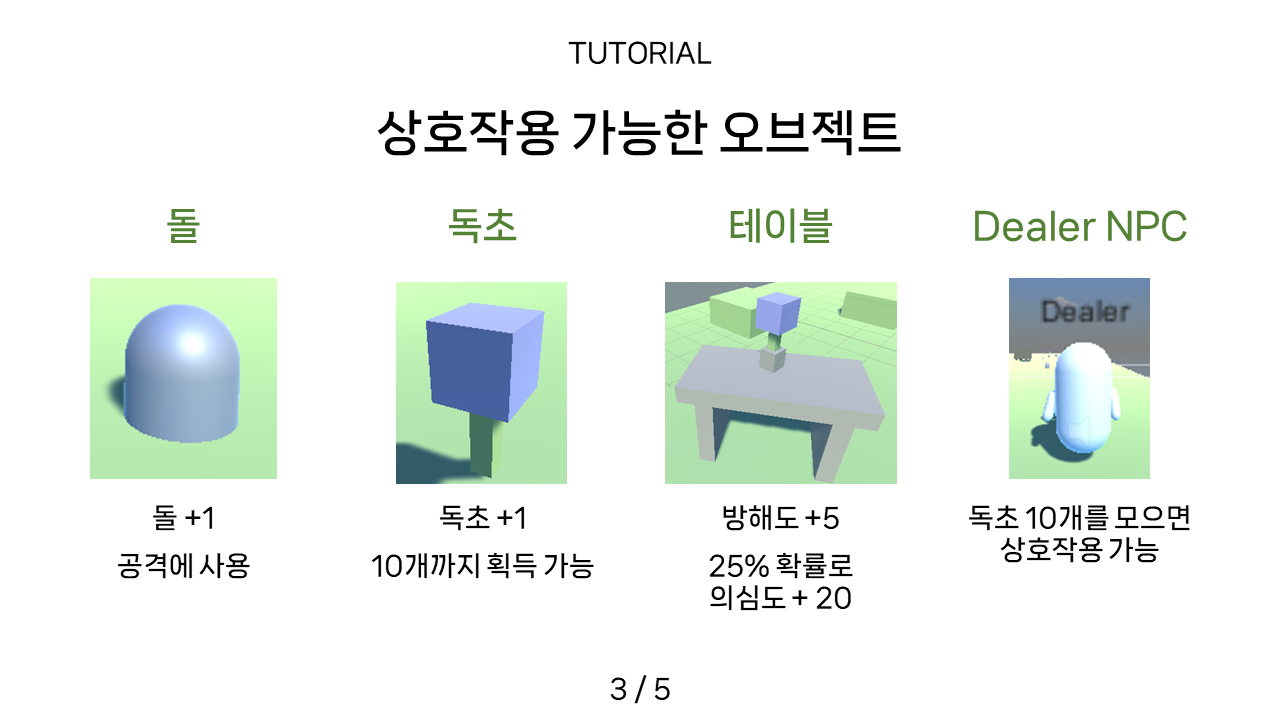 TUTORIAL
상호작용 가능한 오브젝트
돌
독초
테이블
Dealer NPC
Dealer
돌 +1
공격에 사용
독초 +1
10개까지 획득 가능
방해도 +5
25% 확률로
의심도 + 20
독초 10개를 모으면
상호작용 가능
3 / 5